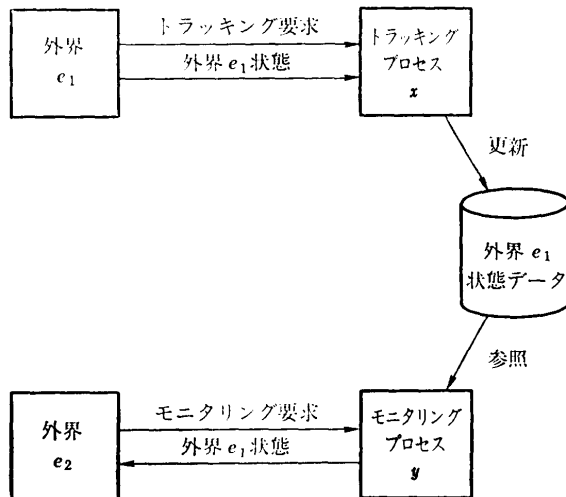 外界
e₁
トラッキング要求
外界 e₁ 状態
トラッキング
プロセス
x
更新
外界 e₁
状態データ
参照
外界
e₂
モニタリング要求
外界 e₁ 状態
モニタリング
プロセス
y